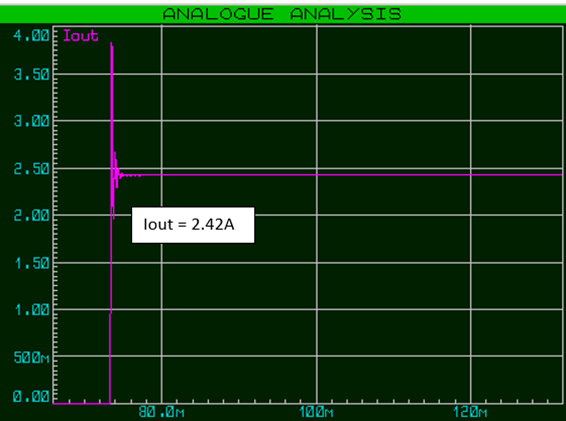 ANALOGUE ANALYSIS
4.00
Iout
3.50
3.00
2.50
2.00
Iout = 2.42A
1.50
1.00
500m
0.00
80.0m
100m
120m